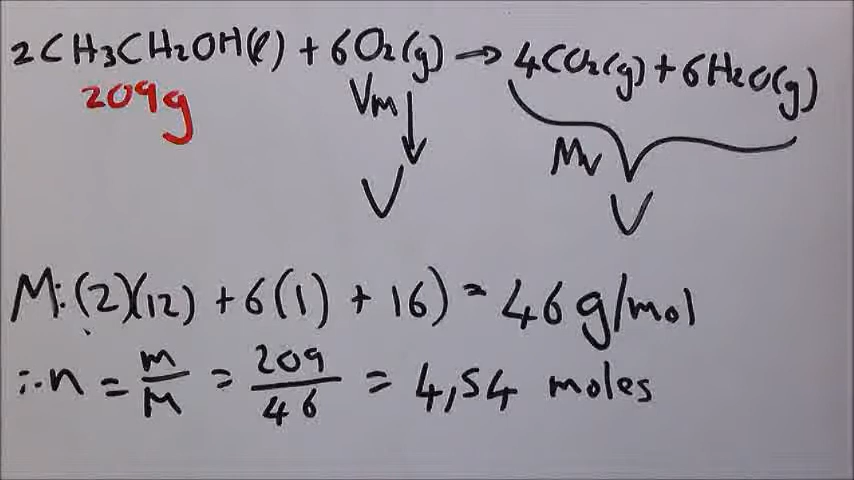 2CH3CH2OH(l) + 6O2(g) → 4CO2(g) + 6H2O(g)
209g Vm
Mv
V V
M: (2)(12) + 6(1) + 16) = 46 g/mol
∴ n = m/M = 209/46 = 4,54 moles